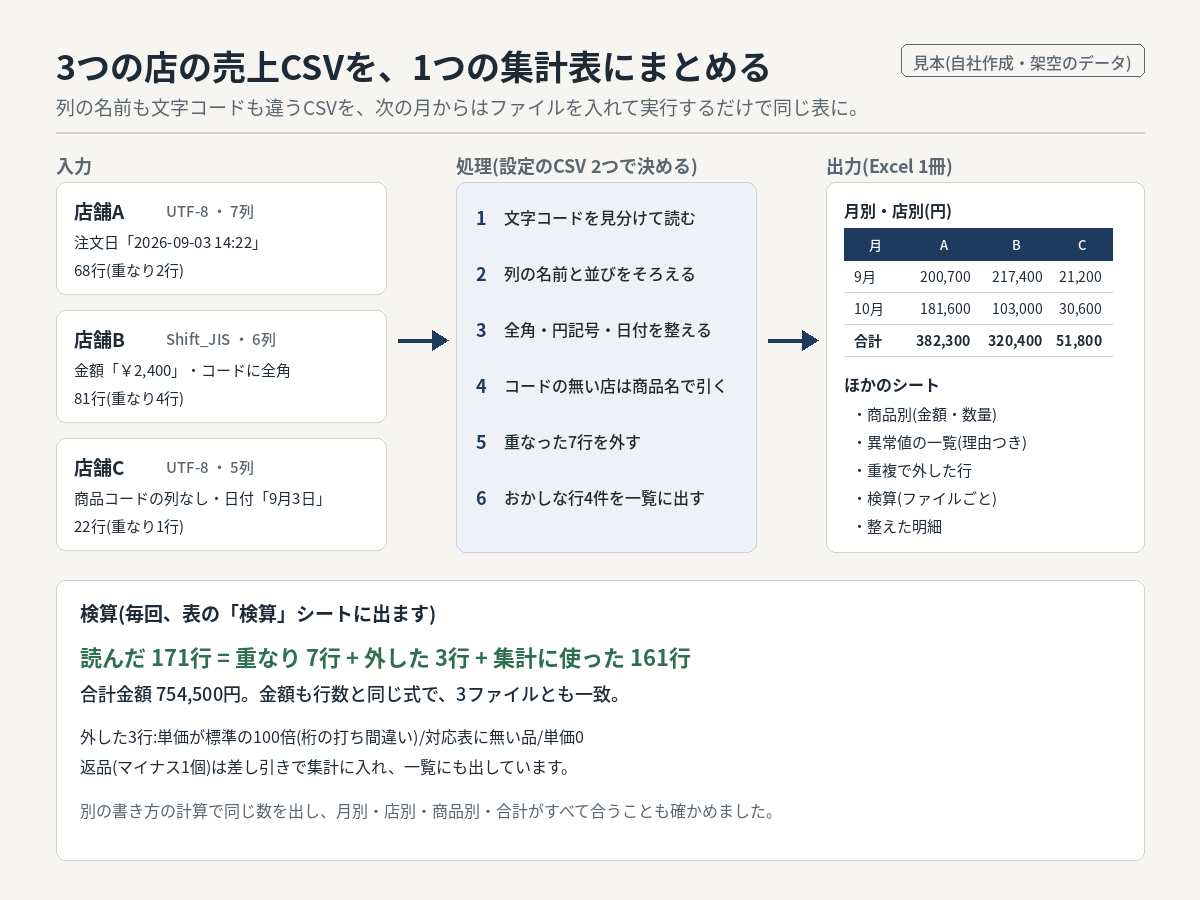 3つの店の売上CSVを、1つの集計表にまとめる
見本(自社作成・架空のデータ)
列の名前も文字コードも違うCSVを、次の月からはファイルを入れて実行するだけで同じ表に。
入力
店舗A UTF-8 ・ 7列
注文日「2026-09-03 14:22」
68行(重なり2行)
店舗B Shift_JIS ・ 6列
金額「￥2,400」・コードに全角
81行(重なり4行)
店舗C UTF-8 ・ 5列
商品コードの列なし・日付「9月3日」
22行(重なり1行)
処理(設定のCSV 2つで決める)
1 文字コードを見分けて読む
2 列の名前と並びをそろえる
3 全角・円記号・日付を整える
4 コードの無い店は商品名で引く
5 重なった7行を外す
6 おかしな行4件を一覧に出す
出力(Excel 1冊)
月別・店別(円)
月 A B C
9月 200,700 217,400 21,200
10月 181,600 103,000 30,600
合計 382,300 320,400 51,800
ほかのシート
・商品別(金額・数量)
・異常値の一覧(理由つき)
・重複で外した行
・検算(ファイルごと)
・整えた明細
検算(毎回、表の「検算」シートに出ます)
読んだ 171行 = 重なり 7行 + 外した 3行 + 集計に使った 161行
合計金額 754,500円。金額も行数と同じ式で、3ファイルとも一致。
外した3行:単価が標準の100倍(桁の打ち間違い)/対応表に無い品/単価0
返品(マイナス1個)は差し引きで集計に入れ、一覧にも出しています。
別の書き方の計算で同じ数を出し、月別・店別・商品別・合計がすべて合うことも確かめました。